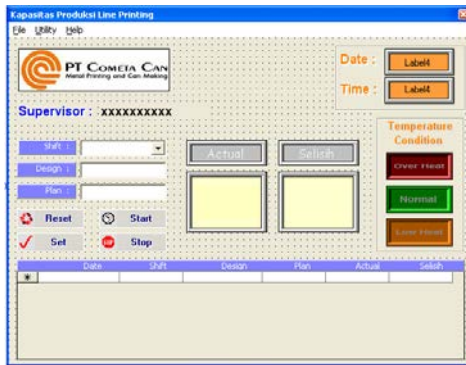 Kapasitas Produksi Line Printing
File Utility Help
PT COMETA CAN
Metal Printing and Can Making
Date : Label4
Time : Label4
Supervisor : xxxxxxxxxx
Temperature
Condition
Shift :
Design :
Plan :
Actual
Selisih
Over Heat
Normal
Low Heat
Reset
Start
Set
Stop
Date Shift Design Plan Actual Selisih